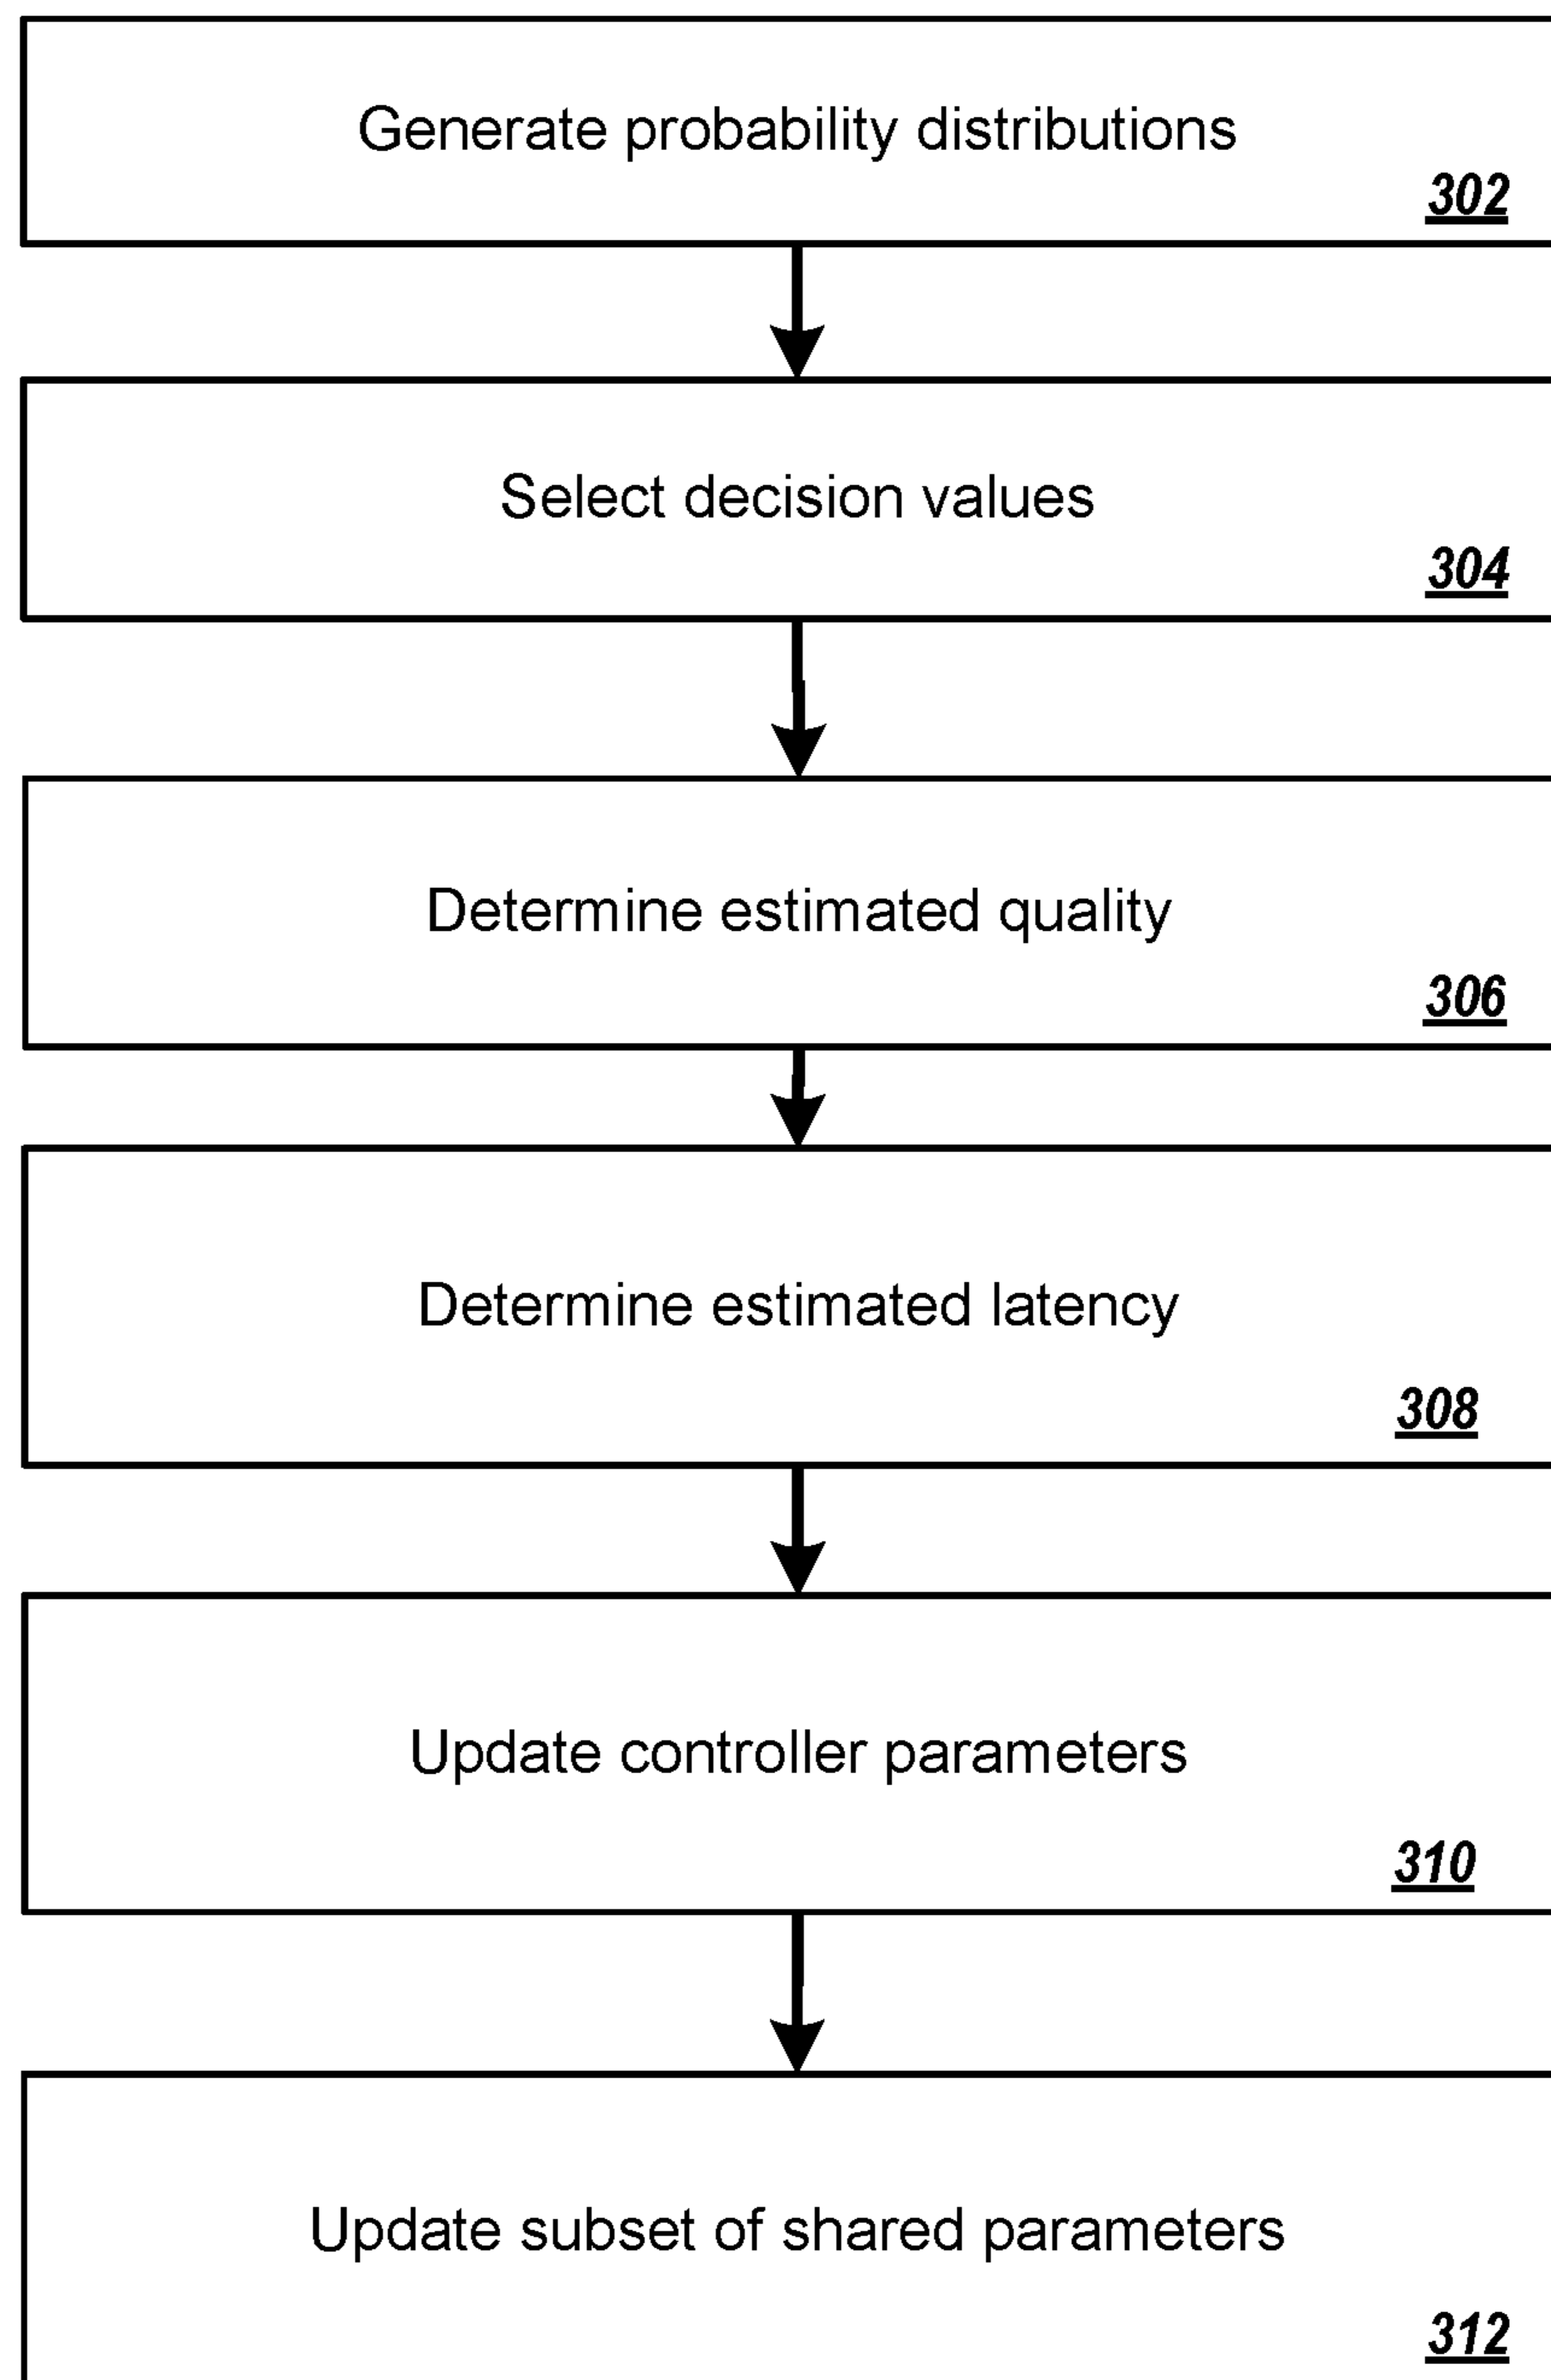 Generate probability distributions
302
Select decision values
304
Determine estimated quality
306
Determine estimated latency
308
Update controller parameters
310
Update subset of shared parameters
312